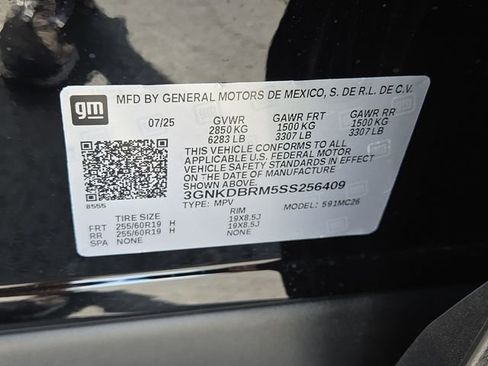 gm MFD BY GENERAL MOTORS DE MEXICO, S. DE R.L. DE C.V.
07/25 GVWR GAWR FRT GAWR RR
2850 KG 1500 KG 1500 KG
6283 LB 3307 LB 3307 LB
THIS VEHICLE CONFORMS TO ALL
APPLICABLE U.S. FEDERAL MOTOR
VEHICLE SAFETY STANDARDS IN EFFECT
ON THE DATE OF MANUFACTURE
SHOWN ABOVE.
3GNKDBRM5SS256409
8555 TYPE: MPV MODEL: 591MC26
TIRE SIZE RIM
FRT 255/60R19 H 19X8.5J
RR 255/60R19 H 19X8.5J
SPA NONE NONE